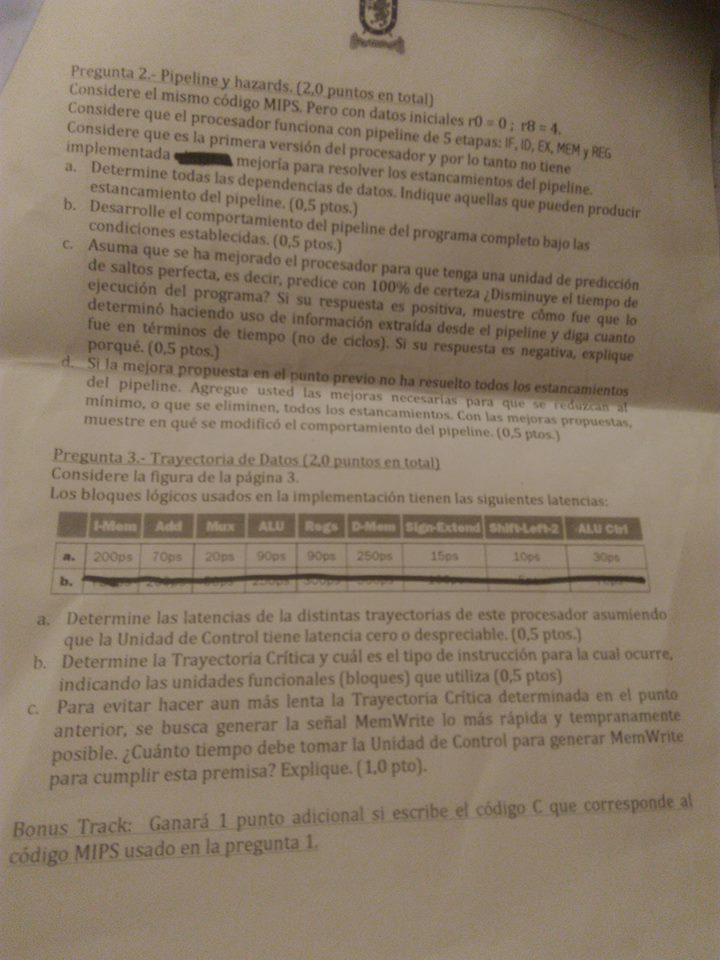 Pregunta 2.- Pipeline y hazards. (2,0 puntos en total)
Considere el mismo código MIPS. Pero con datos iniciales r0 = 0 ; r8 = 4.
Considere que el procesador funciona con pipeline de 5 etapas: IF, ID, EX, MEM y REG
Considere que es la primera versión del procesador y por lo tanto no tiene
implementada mejoría para resolver los estancamientos del pipeline.
a. Determine todas las dependencias de datos. Indique aquellas que pueden producir
estancamiento del pipeline. (0,5 ptos.)
b. Desarrolle el comportamiento del pipeline del programa completo bajo las
condiciones establecidas. (0,5 ptos.)
c. Asuma que se ha mejorado el procesador para que tenga una unidad de predicción
de saltos perfecta, es decir, predice con 100% de certeza ¿Disminuye el tiempo de
ejecución del programa? Si su respuesta es positiva, muestre cómo fue que lo
determinó haciendo uso de información extraída desde el pipeline y diga cuanto
fue en términos de tiempo (no de ciclos). Si su respuesta es negativa, explique
porqué. (0,5 ptos.)
d. Si la mejora propuesta en el punto previo no ha resuelto todos los estancamientos
del pipeline. Agregue usted las mejoras necesarias para que se reduzcan al
mínimo, o que se eliminen, todos los estancamientos. Con las mejoras propuestas,
muestre en qué se modificó el comportamiento del pipeline. (0,5 ptos.)
Pregunta 3.- Trayectoria de Datos (2,0 puntos en total)
Considere la figura de la página 3.
Los bloques lógicos usados en la implementación tienen las siguientes latencias:
I-Mem Add Mux ALU Regs D-Mem Sign-Extend Shift-Left-2 ALU Ctrl
a. 200ps 70ps 20ps 90ps 90ps 250ps 15ps 10ps 30ps
b.
a. Determine las latencias de la distintas trayectorias de este procesador asumiendo
que la Unidad de Control tiene latencia cero o despreciable. (0,5 ptos.)
b. Determine la Trayectoria Crítica y cuál es el tipo de instrucción para la cual ocurre,
indicando las unidades funcionales (bloques) que utiliza (0,5 ptos)
c. Para evitar hacer aun más lenta la Trayectoria Crítica determinada en el punto
anterior, se busca generar la señal MemWrite lo más rápida y tempranamente
posible. ¿Cuánto tiempo debe tomar la Unidad de Control para generar MemWrite
para cumplir esta premisa? Explique. (1,0 pto).
Bonus Track: Ganará 1 punto adicional si escribe el código C que corresponde al
código MIPS usado en la pregunta 1.